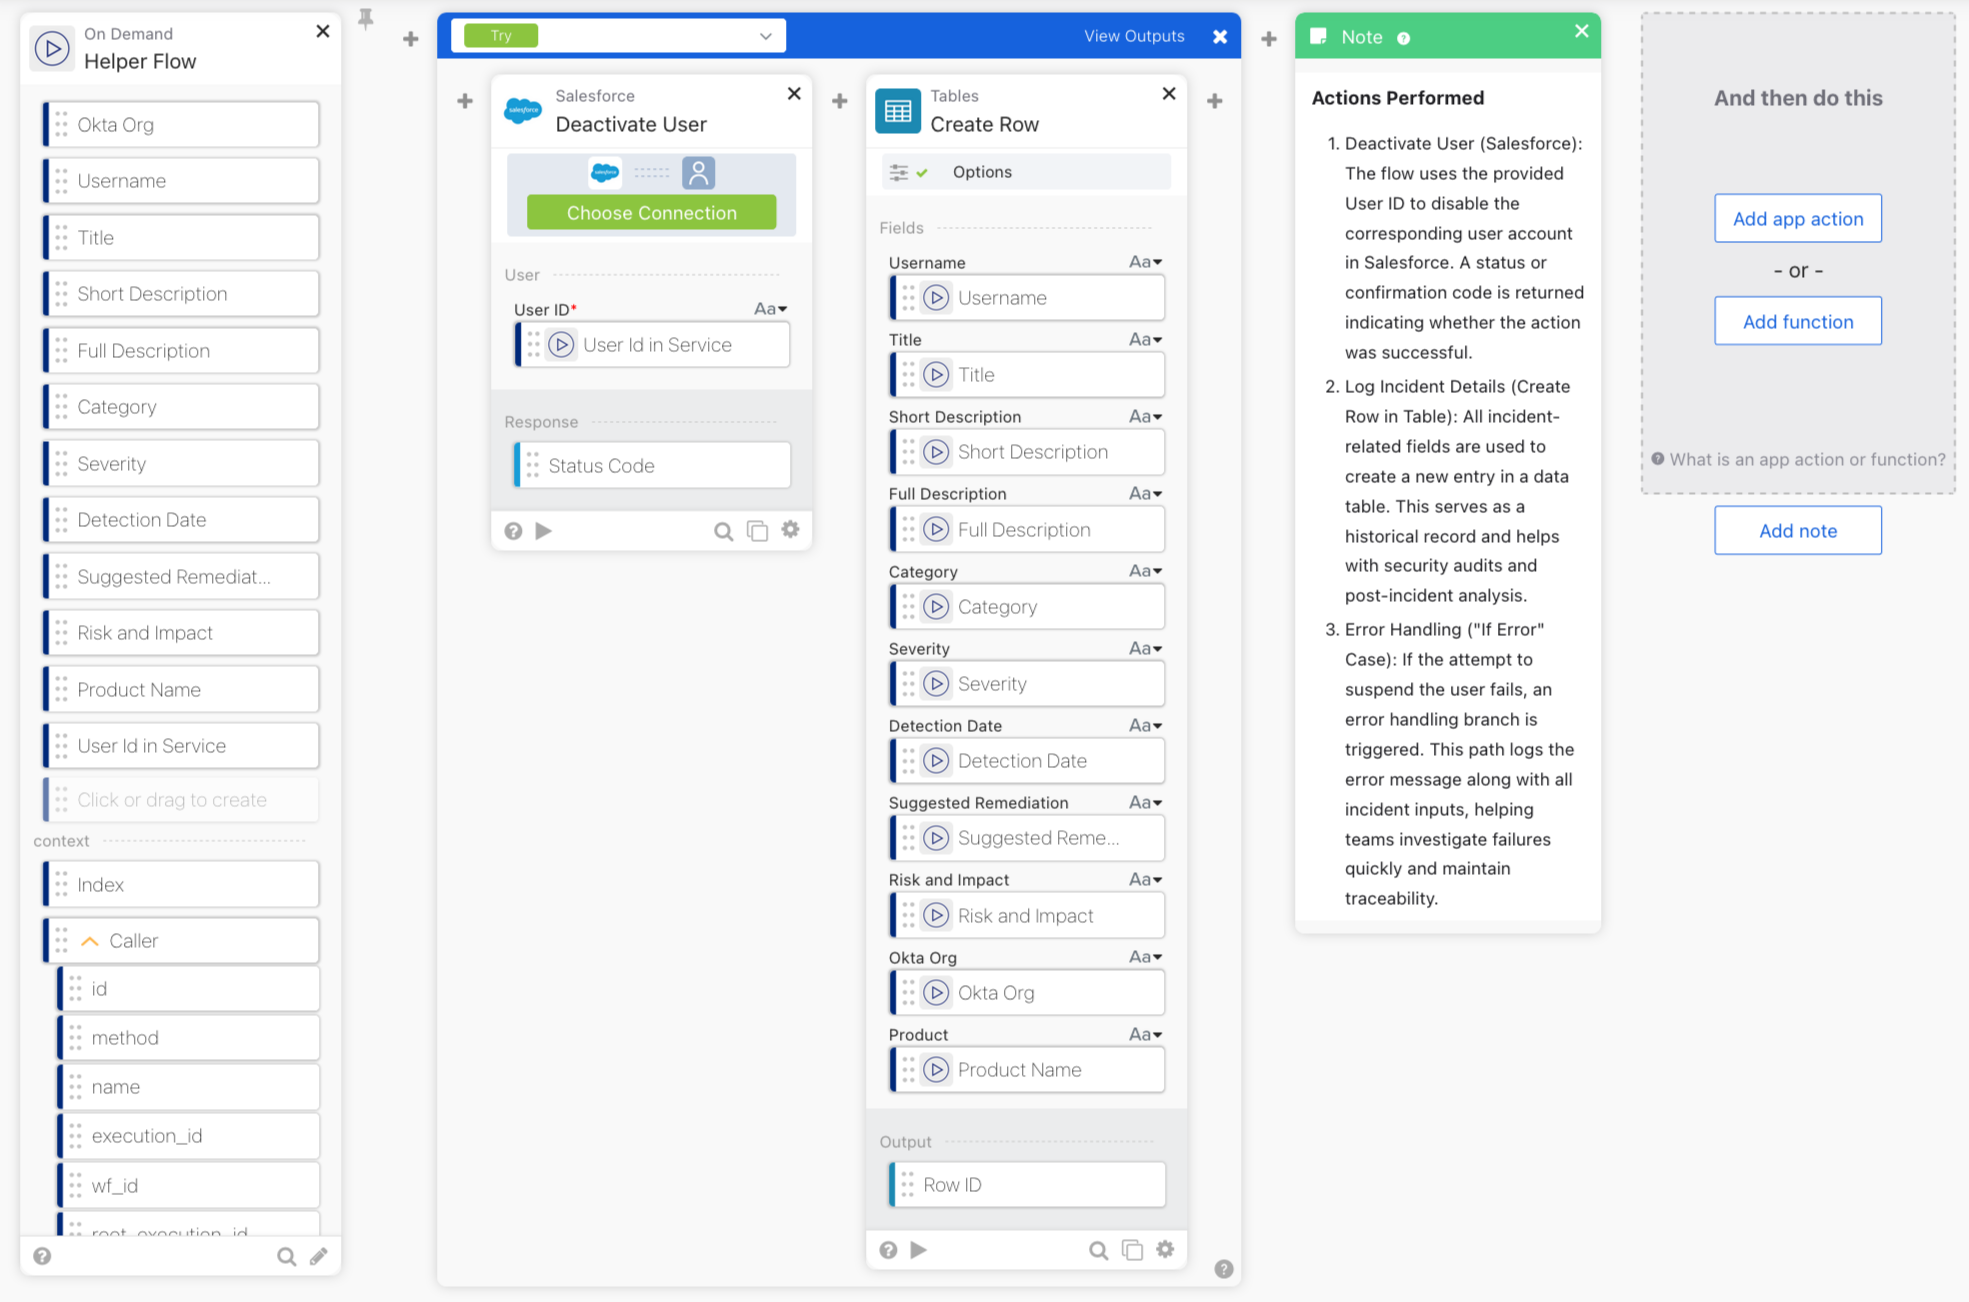 On Demand
Helper Flow
Okta Org
Username
Title
Short Description
Full Description
Category
Severity
Detection Date
Suggested Remediat...
Risk and Impact
Product Name
User Id in Service
Click or drag to create
context
Index
Caller
id
method
name
execution_id
wf_id
root_execution_id
Try
View Outputs
salesforce
Salesforce
Deactivate User
salesforce
Choose Connection
User
User ID*
Aa
User Id in Service
Response
Status Code
Tables
Create Row
Options
Fields
Username Aa
Username
Title Aa
Title
Short Description Aa
Short Description
Full Description Aa
Full Description
Category Aa
Category
Severity Aa
Severity
Detection Date Aa
Detection Date
Suggested Remediation Aa
Suggested Reme...
Risk and Impact Aa
Risk and Impact
Okta Org Aa
Okta Org
Product Aa
Product Name
Output
Row ID
Note
Actions Performed
1. Deactivate User (Salesforce):
The flow uses the provided
User ID to disable the
corresponding user account
in Salesforce. A status or
confirmation code is returned
indicating whether the action
was successful.
2. Log Incident Details (Create
Row in Table): All incident-
related fields are used to
create a new entry in a data
table. This serves as a
historical record and helps
with security audits and
post-incident analysis.
3. Error Handling ("If Error"
Case): If the attempt to
suspend the user fails, an
error handling branch is
triggered. This path logs the
error message along with all
incident inputs, helping
teams investigate failures
quickly and maintain
traceability.
And then do this
Add app action
- or -
Add function
What is an app action or function?
Add note